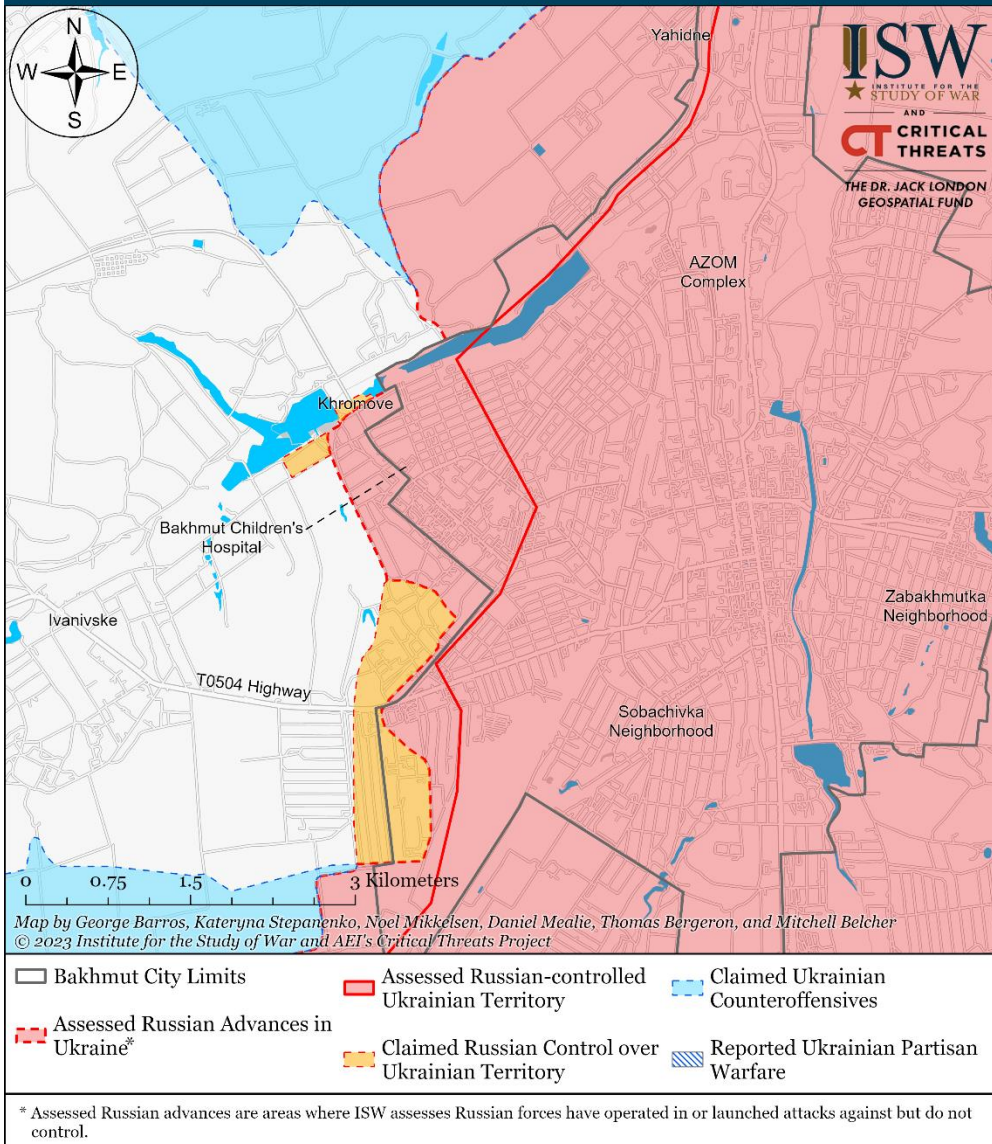 N
W
E
S
Yahidne
ISW
INSTITUTE FOR THE
STUDY OF WAR
AND
CT CRITICAL
THREATS
THE DR. JACK LONDON
GEOSPATIAL FUND
AZOM
Complex
Khromove
Bakhmut Children's
Hospital
Ivanivske
Zabakhmutka
Neighborhood
T0504 Highway
Sobachivka
Neighborhood
0 0.75 1.5 3 Kilometers
Map by George Barros, Kateryna Stepanenko, Noel Mikkelsen, Daniel Mealie, Thomas Bergeron, and Mitchell Belcher
© 2023 Institute for the Study of War and AEI's Critical Threats Project
Bakhmut City Limits
Assessed Russian Advances in
Ukraine*
Assessed Russian-controlled
Ukrainian Territory
Claimed Russian Control over
Ukrainian Territory
Claimed Ukrainian
Counteroffensives
Reported Ukrainian Partisan
Warfare
* Assessed Russian advances are areas where ISW assesses Russian forces have operated in or launched attacks against but do not
control.